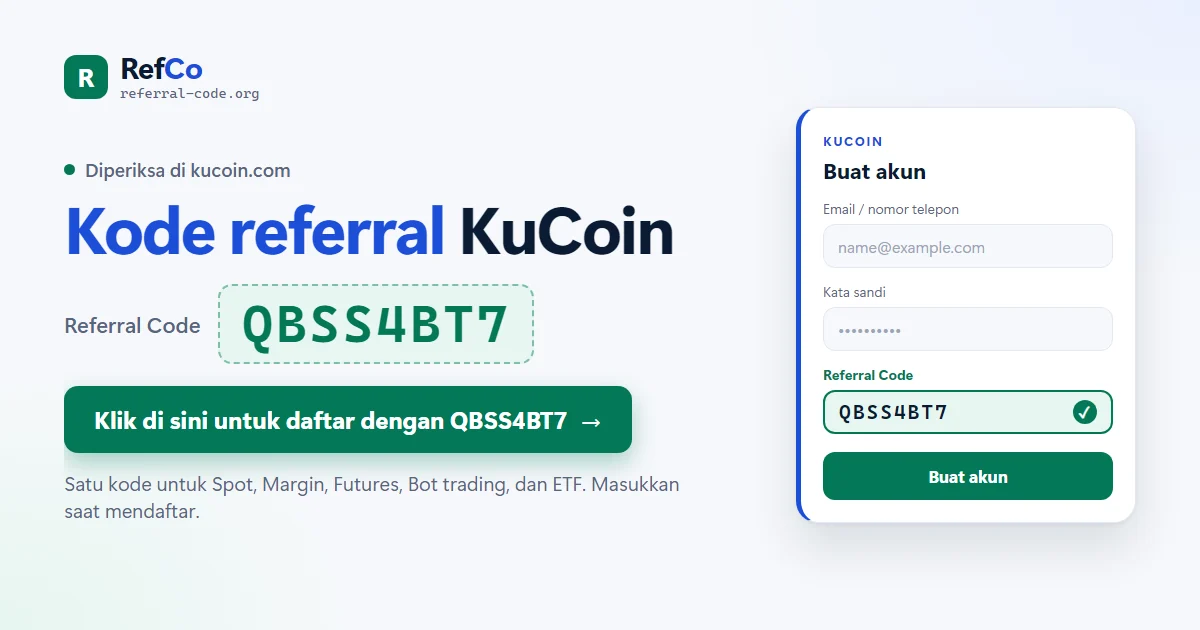 R
RefCo
referral-code.org
Diperiksa di kucoin.com
Kode referral KuCoin
Referral Code
QBSS4BT7
Klik di sini untuk daftar dengan QBSS4BT7 →
Satu kode untuk Spot, Margin, Futures, Bot trading, dan ETF. Masukkan
saat mendaftar.
KUCOIN
Buat akun
Email / nomor telepon
name@example.com
Kata sandi
••••••••••
Referral Code
QBSS4BT7
Buat akun